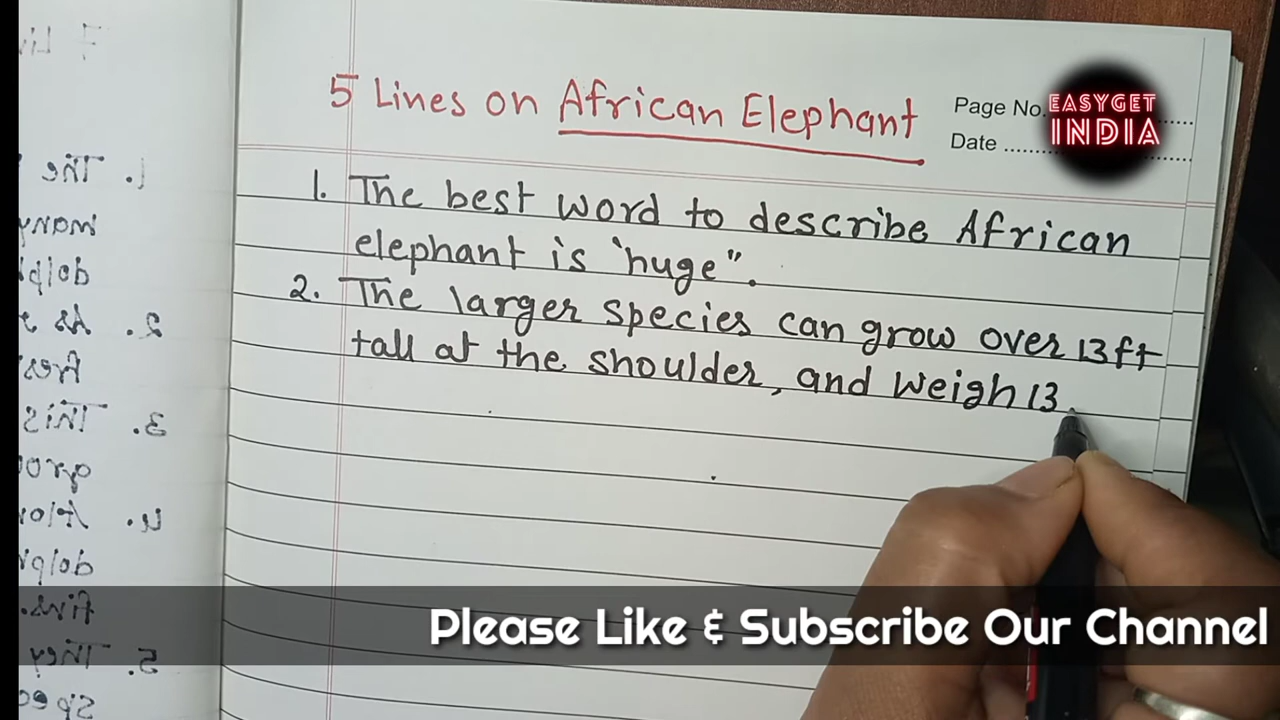 5 Lines on African Elephant
Page No.
Date
EASYGET
INDIA
1. The best word to describe African
elephant is "huge".
2. The larger species can grow over 13ft
tall at the shoulder, and weigh 13
Please Like & Subscribe Our Channel